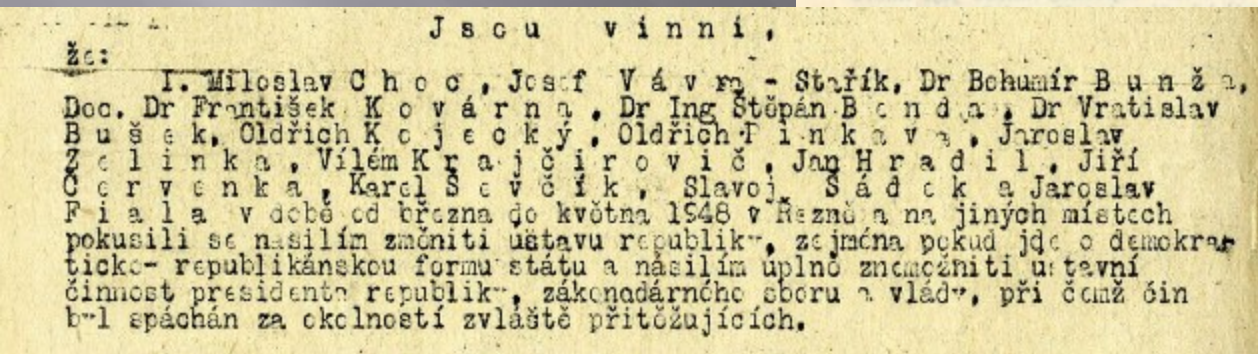 J s o u   v i n n i ,
že:
I. Miloslav C h o c , Josef V á v r a - Stařík, Dr Bohumír B u n ž a,
Doc. Dr František K o v á r n a , Dr Ing Štěpán B e n d a , Dr Vratislav
B u š e k, Oldřich K o j e c k ý , Oldřich P i n k a v a , Jaroslav
Z e l i n k a , Vilém K r a j č i r o v i č , Jan H r a d i l , Jiří
Č e r v e n k a , Karel Š e v č í k , Slavoj Š á d e k a Jaroslav
F i a l a v době od března do května 1948 v Řezně a na jiných místech
pokusili se násilím změniti ústavu republiky, zejména pokud jde o demokra-
ticko- republikánskou formu státu a násilím úplně znemožniti ústavní
činnost presidenta republiky, zákonodárného sboru a vlády, při čemž čin
byl spáchán za okolností zvláště přitěžujících.